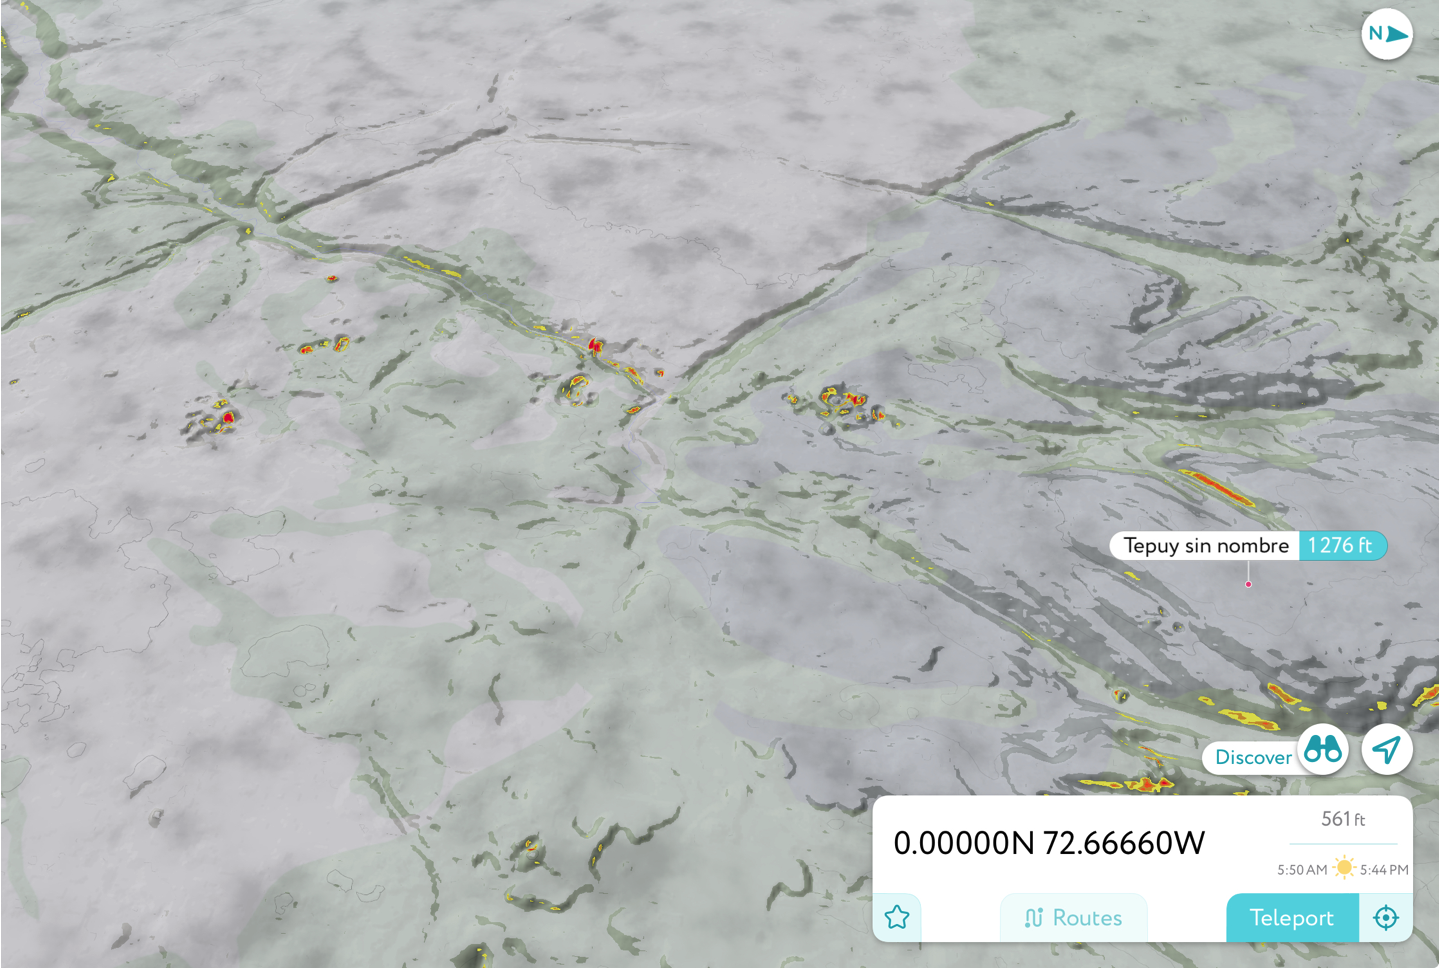 N
Tepuy sin nombre 1276 ft
Discover
0.00000N 72.66660W
561 ft
5:50 AM 5:44 PM
Routes
Teleport